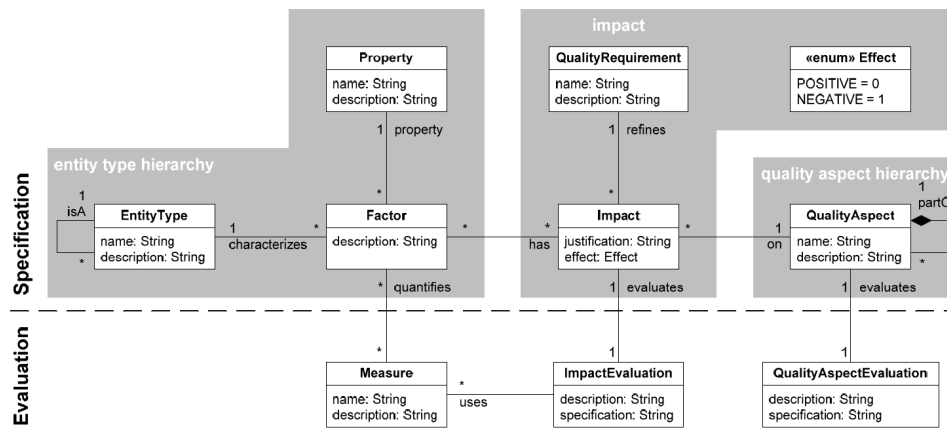 impact
Property
name: String
description: String
QualityRequirement
name: String
description: String
«enum» Effect
POSITIVE = 0
NEGATIVE = 1
1 property
1 refines
entity type hierarchy
quality aspect hierarchy
Specification
1
isA
*
EntityType
name: String
description: String
1 *
characterizes
*
Factor
description: String
* *
has
*
Impact
justification: String
effect: Effect
* 1
on
QualityAspect
name: String
description: String
1
*
* quantifies
1 evaluates
1 evaluates
Evaluation
*
Measure
name: String
description: String
*
uses
1
ImpactEvaluation
description: String
specification: String
1
QualityAspectEvaluation
description: String
specification: String